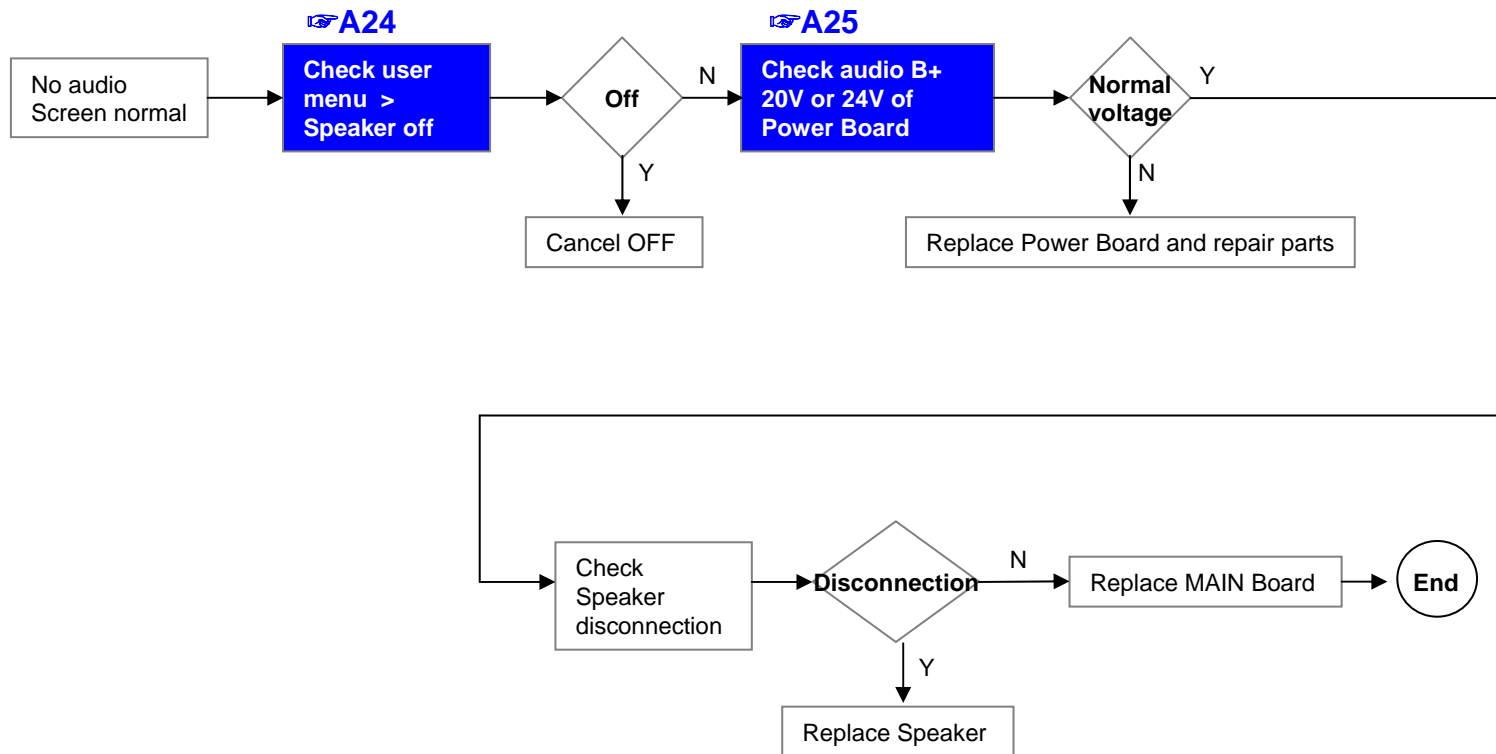 ☞A24
☞A25
No audio
Screen normal
Check user
menu >
Speaker off
Off
N
Check audio B+
20V or 24V of
Power Board
Normal
voltage
Y
Y
N
Cancel OFF
Replace Power Board and repair parts
Check
Speaker
disconnection
Disconnection
N
Replace MAIN Board
End
Y
Replace Speaker